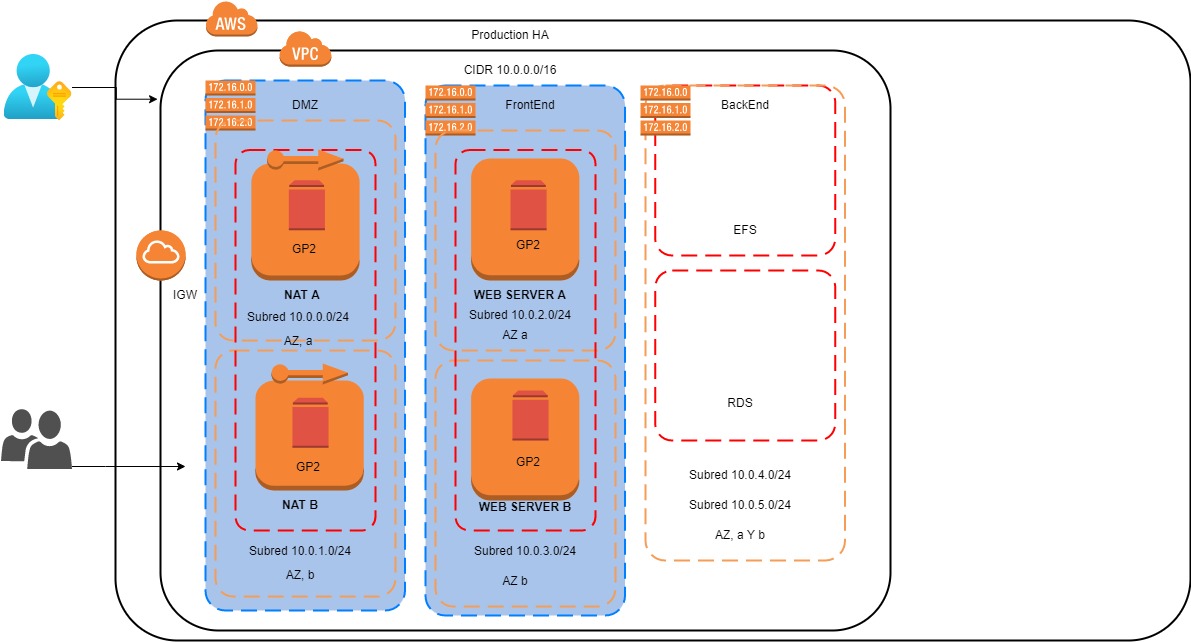 AWS
Production HA
VPC
CIDR 10.0.0.0/16
172.16.0.0
172.16.1.0
172.16.2.0
DMZ
172.16.0.0
172.16.1.0
172.16.2.0
FrontEnd
172.16.0.0
172.16.1.0
172.16.2.0
BackEnd
IGW
GP2
NAT A
Subred 10.0.0.0/24
AZ, a
GP2
NAT B
Subred 10.0.1.0/24
AZ, b
GP2
WEB SERVER A
Subred 10.0.2.0/24
AZ a
GP2
WEB SERVER B
Subred 10.0.3.0/24
AZ b
EFS
RDS
Subred 10.0.4.0/24
Subred 10.0.5.0/24
AZ, a Y b